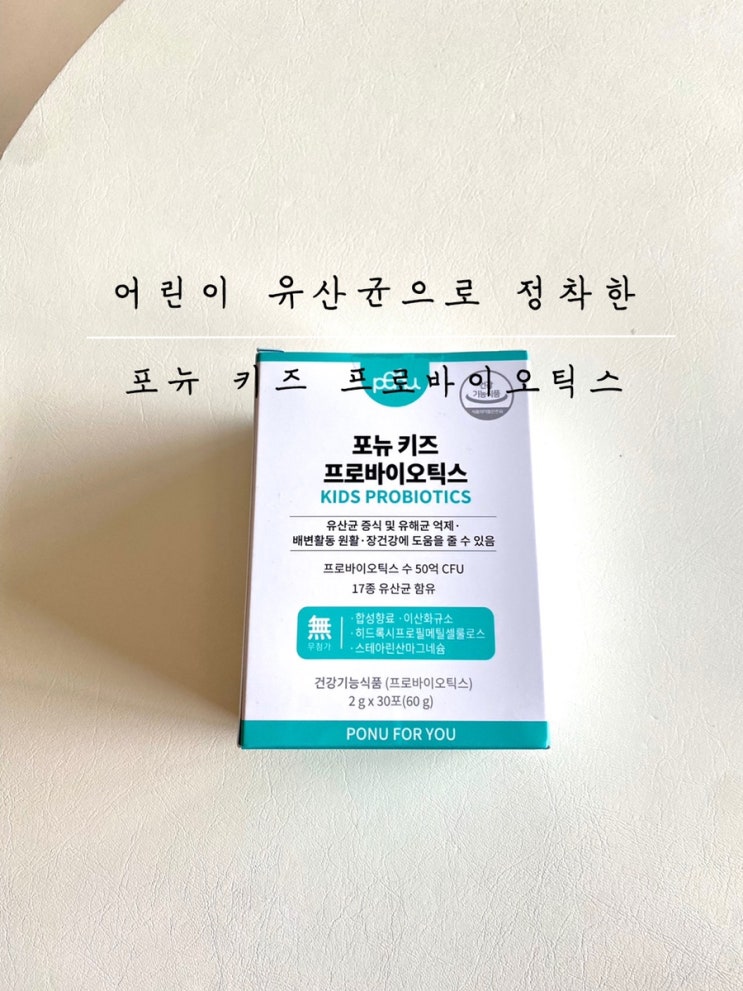 어린이 유산균으로 정착한
포뉴 키즈 프로바이오틱스
ponu
건강
기능식품
포뉴 키즈
프로바이오틱스
KIDS PROBIOTICS
유산균 증식 및 유해균 억제·
배변활동 원활·장건강에 도움을 줄 수 있음
프로바이오틱스 수 50억 CFU
17종 유산균 함유
無 무첨가
·합성향료 ·이산화규소
·히드록시프로필메틸셀룰로스
·스테아린산마그네슘
건강기능식품 (프로바이오틱스)
2 g x 30포(60 g)
PONU FOR YOU